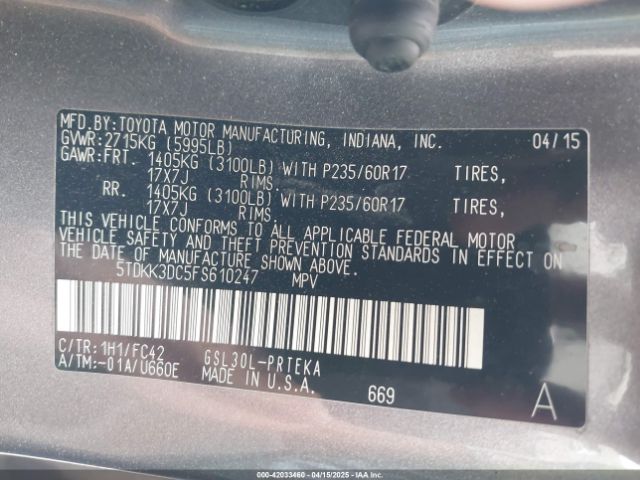 MFD.BY:TOYOTA MOTOR MANUFACTURING, INDIANA, INC. 04/15
GVWR:2715KG (5995LB)
GAWR:FRT. 1405KG (3100LB) WITH P235/60R17 TIRES,
17X7J RIMS
RR. 1405KG (3100LB) WITH P235/60R17 TIRES,
17X7J RIMS
THIS VEHICLE CONFORMS TO ALL APPLICABLE FEDERAL MOTOR
VEHICLE SAFETY AND THEFT PREVENTION STANDARDS IN EFFECT ON
THE DATE OF MANUFACTURE SHOWN ABOVE.
5TDKK3DC5FS610247 MPV
C/TR:1H1/FC42 GSL30L-PRTEKA
A/TM:-01A/U660E MADE IN U.S.A.
669 A
000-42033460 - 04/15/2025 - IAAI.COM